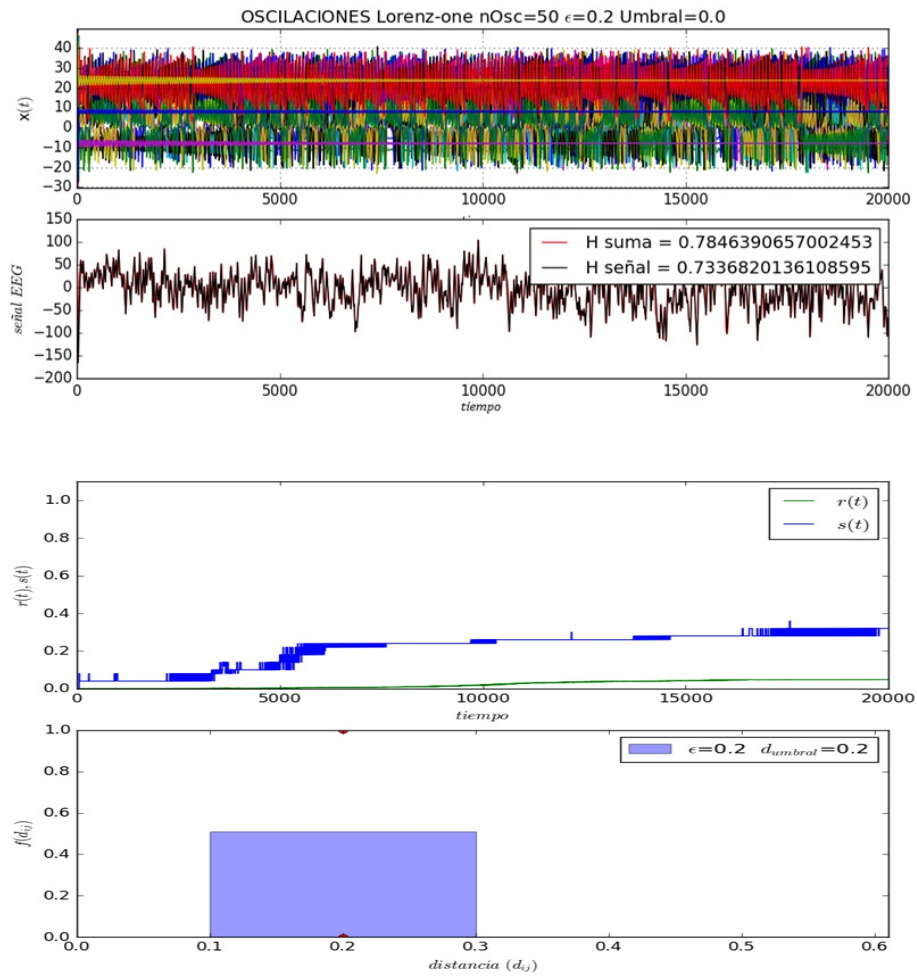 OSCILACIONES Lorenz-one nOsc=50 ϵ=0.2 Umbral=0.0
x(t)
40
30
20
10
0
−10
−20
−30
0 5000 10000 15000 20000
señal EEG
150
100
50
0
−50
−100
−150
−200
H suma = 0.7846390657002453
H señal = 0.7336820136108595
0 5000 10000 15000 20000
tiempo
r(t), s(t)
1.0
0.8
0.6
0.4
0.2
0.0
r(t)
s(t)
0 5000 10000 15000 20000
tiempo
f(d_ij)
1.0
0.8
0.6
0.4
0.2
0.0
ϵ=0.2 d_umbral=0.2
0.0 0.1 0.2 0.3 0.4 0.5 0.6
distancia (d_ij)